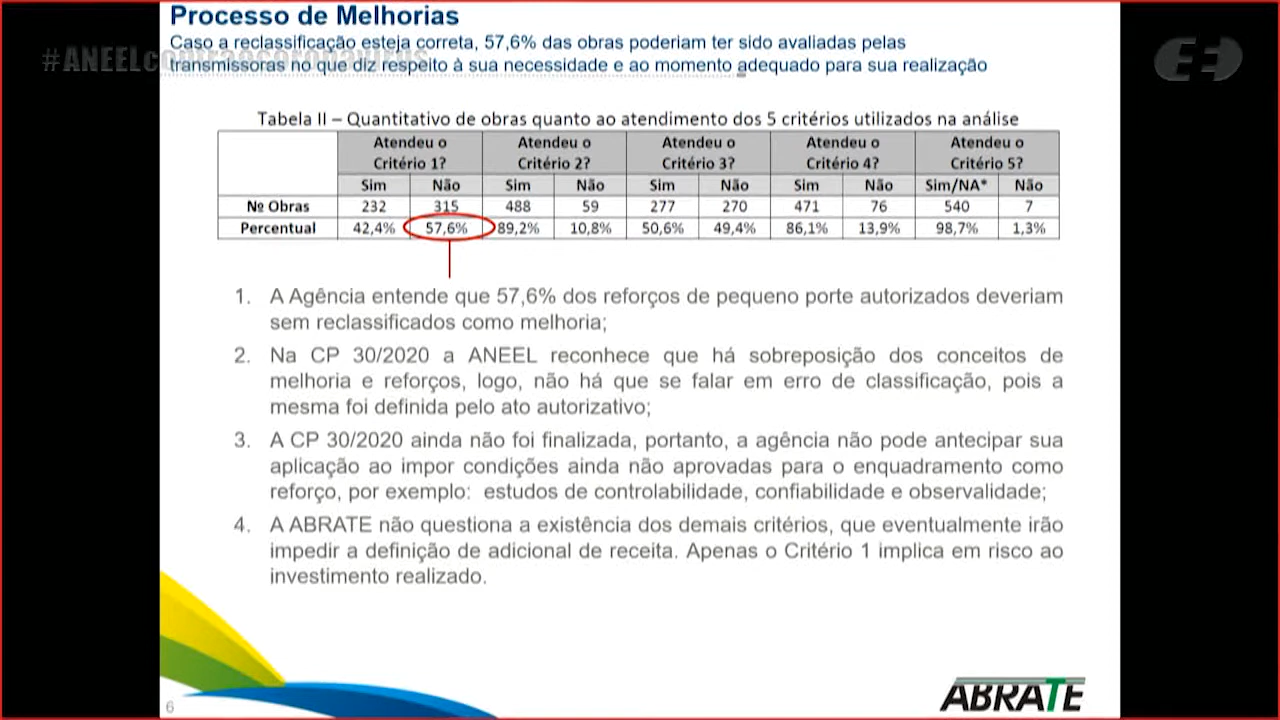 Processo de Melhorias
Caso a reclassificação esteja correta, 57,6% das obras poderiam ter sido avaliadas pelas
#ANEELcontraocoronavírus
transmissoras no que diz respeito à sua necessidade e ao momento adequado para sua realização
Tabela II – Quantitativo de obras quanto ao atendimento dos 5 critérios utilizados na análise
Atendeu o Critério 1? Atendeu o Critério 2? Atendeu o Critério 3? Atendeu o Critério 4? Atendeu o Critério 5?
Sim Não Sim Não Sim Não Sim Não Sim/NA* Não
Nº Obras 232 315 488 59 277 270 471 76 540 7
Percentual 42,4% 57,6% 89,2% 10,8% 50,6% 49,4% 86,1% 13,9% 98,7% 1,3%
1. A Agência entende que 57,6% dos reforços de pequeno porte autorizados deveriam
sem reclassificados como melhoria;
2. Na CP 30/2020 a ANEEL reconhece que há sobreposição dos conceitos de
melhoria e reforços, logo, não há que se falar em erro de classificação, pois a
mesma foi definida pelo ato autorizativo;
3. A CP 30/2020 ainda não foi finalizada, portanto, a agência não pode antecipar sua
aplicação ao impor condições ainda não aprovadas para o enquadramento como
reforço, por exemplo: estudos de controlabilidade, confiabilidade e observalidade;
4. A ABRATE não questiona a existência dos demais critérios, que eventualmente irão
impedir a definição de adicional de receita. Apenas o Critério 1 implica em risco ao
investimento realizado.
6
ABRATE